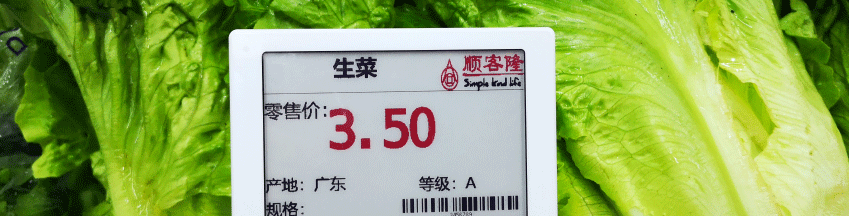 生菜
顺客隆
Simple kind life
零售价:
3.50
产地: 广东
等级: A
规格: